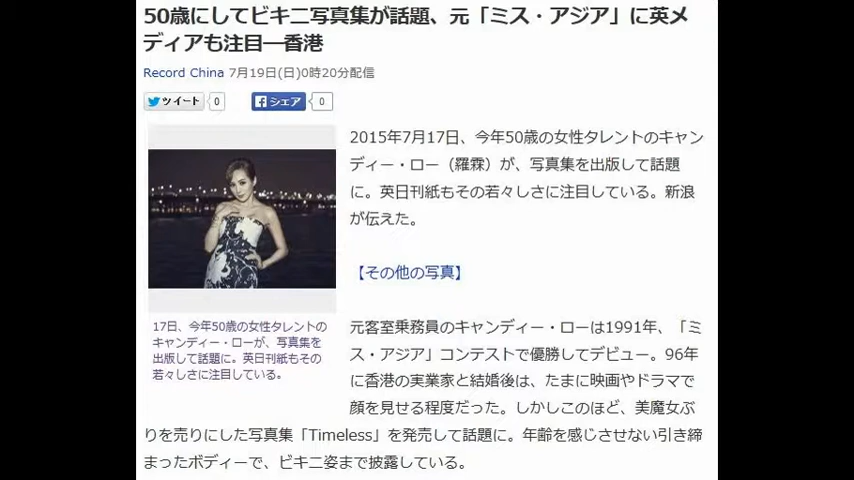 50歳にしてビキニ写真集が話題、元「ミス・アジア」に英メ
ディアも注目―香港
Record China 7月19日(日)0時20分配信
ツイート 0 シェア 0
2015年7月17日、今年50歳の女性タレントのキャン
ディー・ロー（羅霖）が、写真集を出版して話題
に。英日刊紙もその若々しさに注目している。新浪
が伝えた。
【その他の写真】
17日、今年50歳の女性タレントの
キャンディー・ローが、写真集を
出版して話題に。英日刊紙もその
若々しさに注目している。
元客室乗務員のキャンディー・ローは1991年、「ミ
ス・アジア」コンテストで優勝してデビュー。96年
に香港の実業家と結婚後は、たまに映画やドラマで
顔を見せる程度だった。しかしこのほど、美魔女ぶ
りを売りにした写真集「Timeless」を発売して話題に。年齢を感じさせない引き締
まったボディーで、ビキニ姿まで披露している。